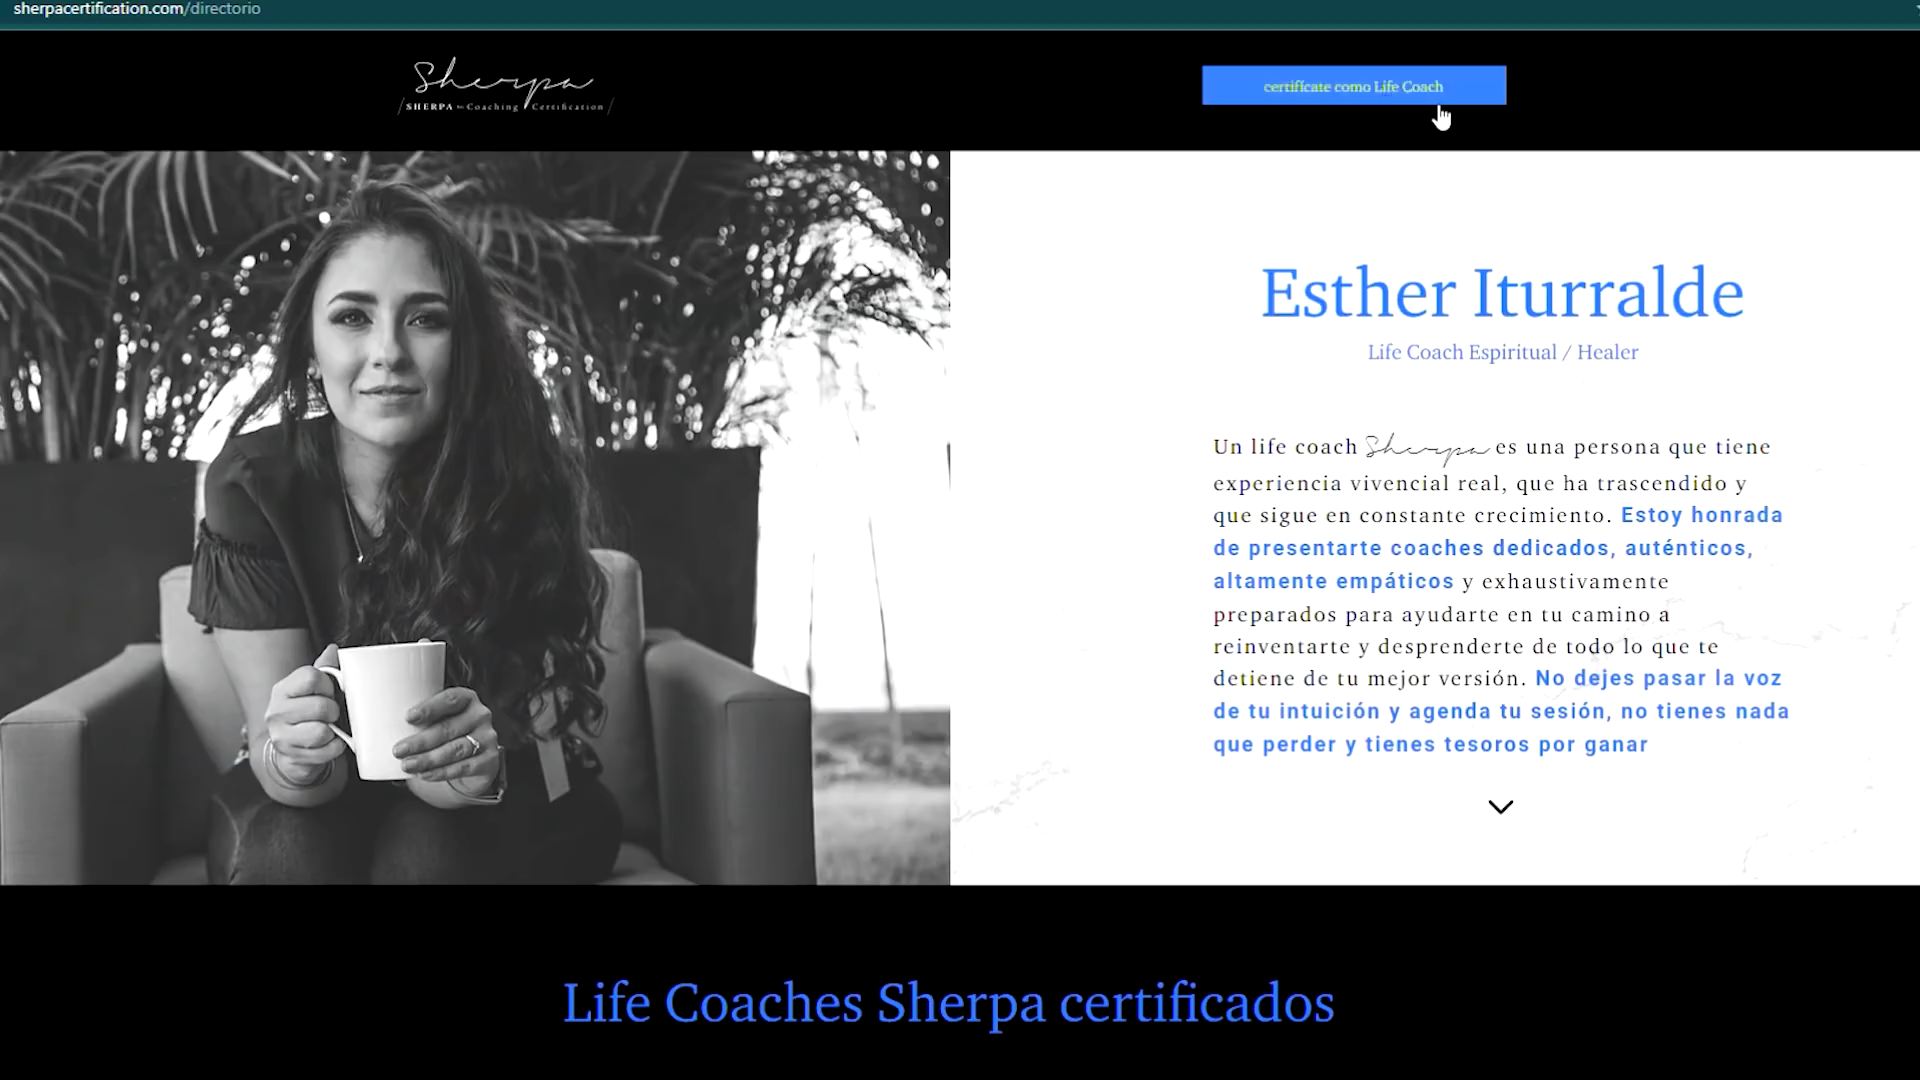 sherpacertification.com/directorio
Sherpa
SHERPA Coaching Certification
certifícate como Life Coach
Esther Iturralde
Life Coach Espiritual / Healer
Un life coach Sherpa es una persona que tiene
experiencia vivencial real, que ha trascendido y
que sigue en constante crecimiento. Estoy honrada
de presentarte coaches dedicados, auténticos,
altamente empáticos y exhaustivamente
preparados para ayudarte en tu camino a
reinventarte y desprenderte de todo lo que te
detiene de tu mejor versión. No dejes pasar la voz
de tu intuición y agenda tu sesión, no tienes nada
que perder y tienes tesoros por ganar
Life Coaches Sherpa certificados